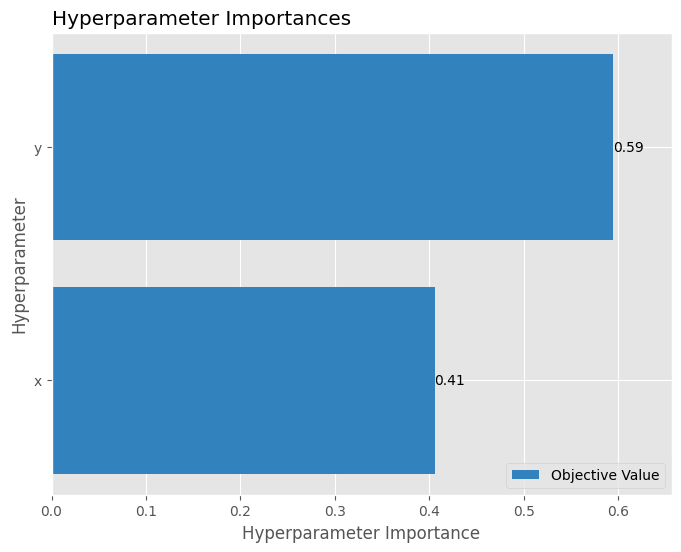 Hyperparameter Importances
y
0.59
Hyperparameter
x
0.41
Objective Value
0.0 0.1 0.2 0.3 0.4 0.5 0.6
Hyperparameter Importance